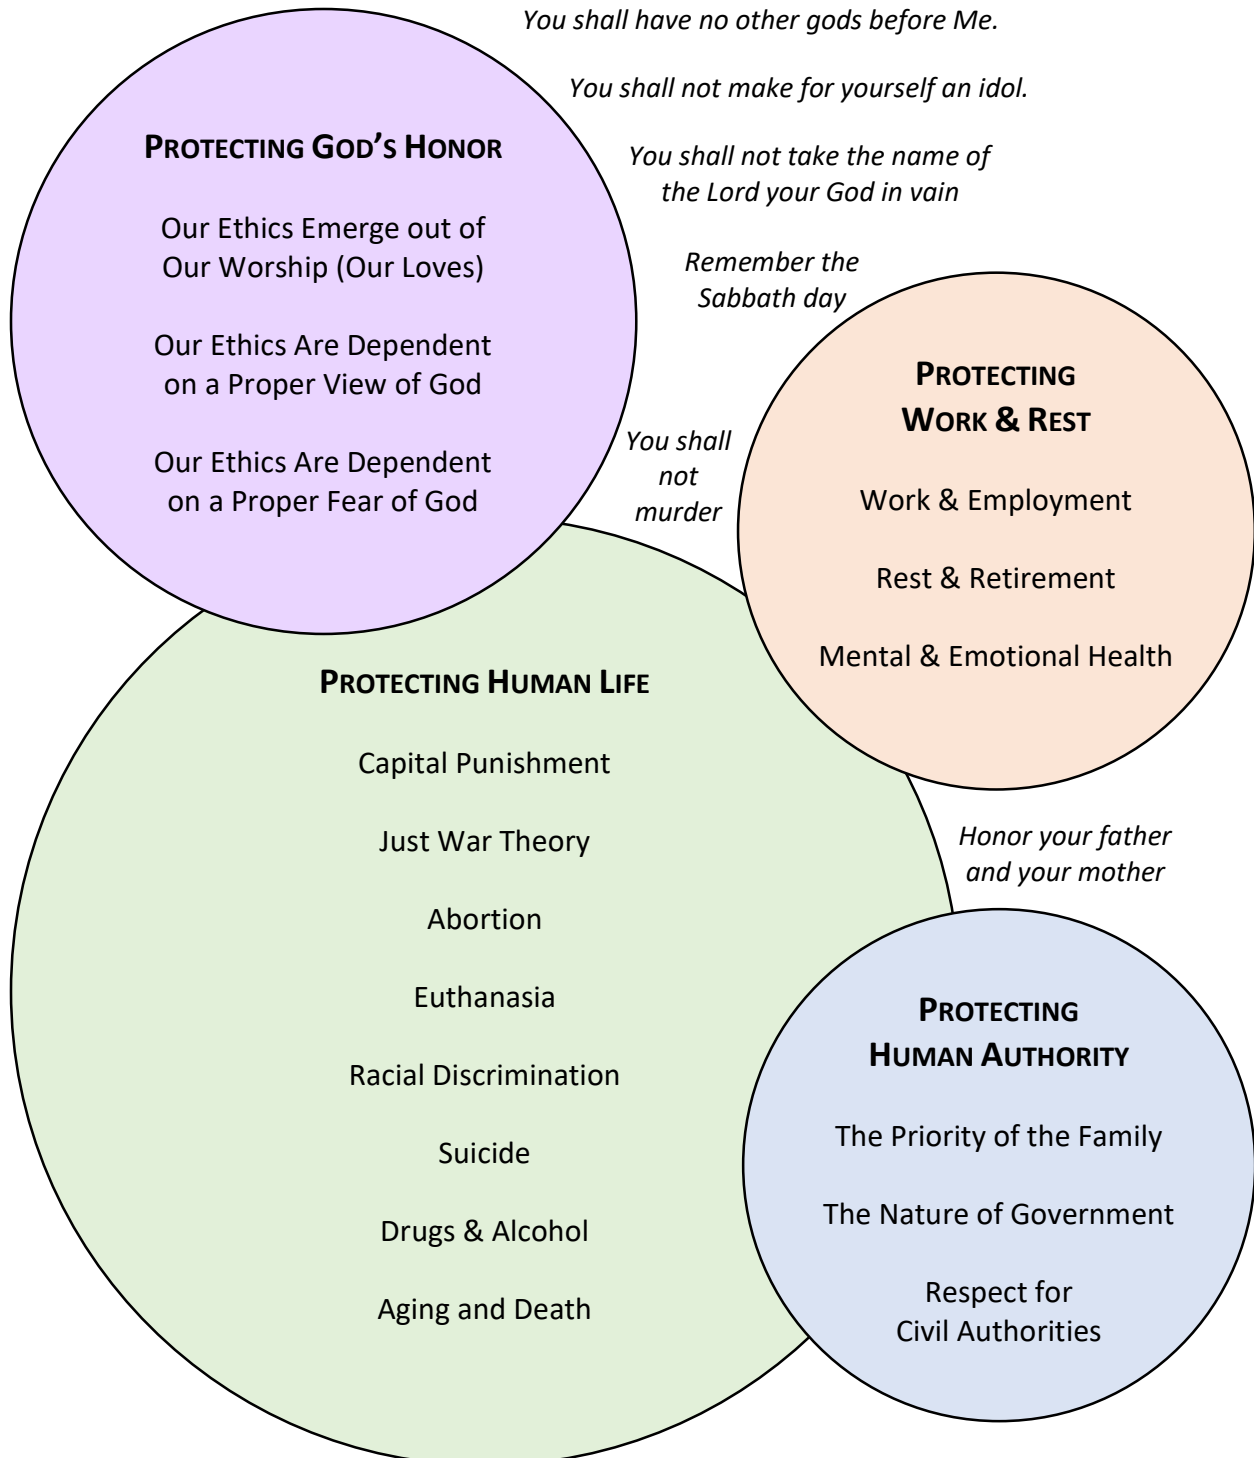 You shall have no other gods before Me.
You shall not make for yourself an idol.
You shall not take the name of
the Lord your God in vain
Remember the
Sabbath day
PROTECTING GOD'S HONOR
Our Ethics Emerge out of
Our Worship (Our Loves)
Our Ethics Are Dependent
on a Proper View of God
Our Ethics Are Dependent
on a Proper Fear of God
PROTECTING
WORK & REST
Work & Employment
Rest & Retirement
Mental & Emotional Health
You shall
not
murder
PROTECTING HUMAN LIFE
Capital Punishment
Just War Theory
Abortion
Euthanasia
Racial Discrimination
Suicide
Drugs & Alcohol
Aging and Death
Honor your father
and your mother
PROTECTING
HUMAN AUTHORITY
The Priority of the Family
The Nature of Government
Respect for
Civil Authorities